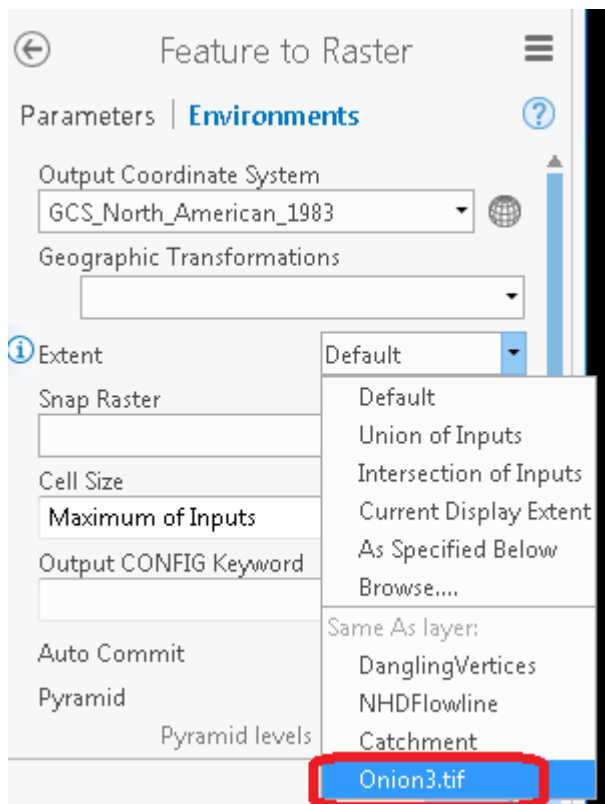 Feature to Raster
Parameters | Environments
Output Coordinate System
GCS_North_American_1983
Geographic Transformations
Extent Default
Default
Snap Raster
Union of Inputs
Intersection of Inputs
Cell Size
Maximum of Inputs
Current Display Extent
As Specified Below
Output CONFIG Keyword
Browse....
Same As layer:
Auto Commit
DanglingVertices
Pyramid
NHDFlowline
Pyramid levels
Catchment
Onion3.tif